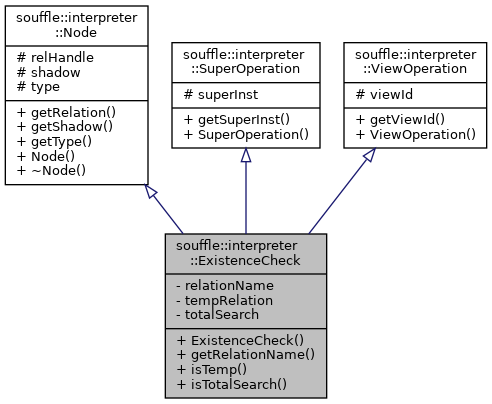 souffle::interpreter
::Node
# relHandle
# shadow
# type
+ getRelation()
+ getShadow()
+ getType()
+ Node()
+ ~Node()
souffle::interpreter
::SuperOperation
# superInst
+ getSuperInst()
+ SuperOperation()
souffle::interpreter
::ViewOperation
# viewId
+ getViewId()
+ ViewOperation()
souffle::interpreter
::ExistenceCheck
- relationName
- tempRelation
- totalSearch
+ ExistenceCheck()
+ getRelationName()
+ isTemp()
+ isTotalSearch()